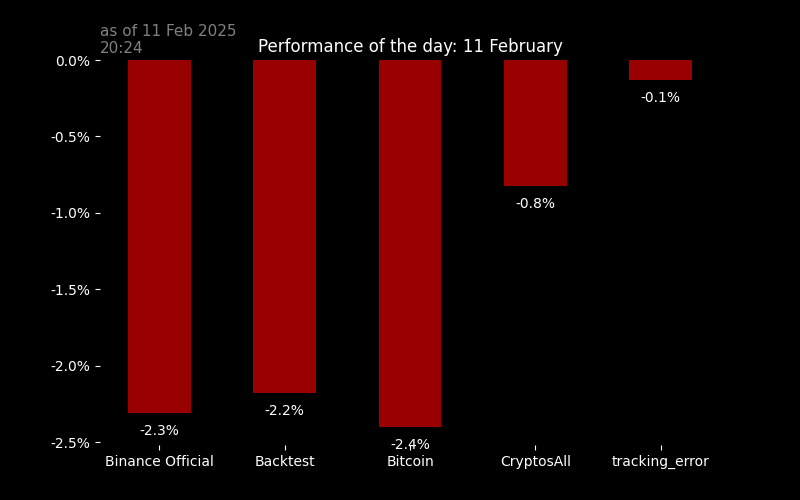 as of 11 Feb 2025
20:24
Performance of the day: 11 February
0.0%
-0.5%
-1.0%
-1.5%
-2.0%
-2.5%
-2.3%
-2.2%
-2.4%
-0.8%
-0.1%
Binance Official
Backtest
Bitcoin
CryptosAll
tracking_error